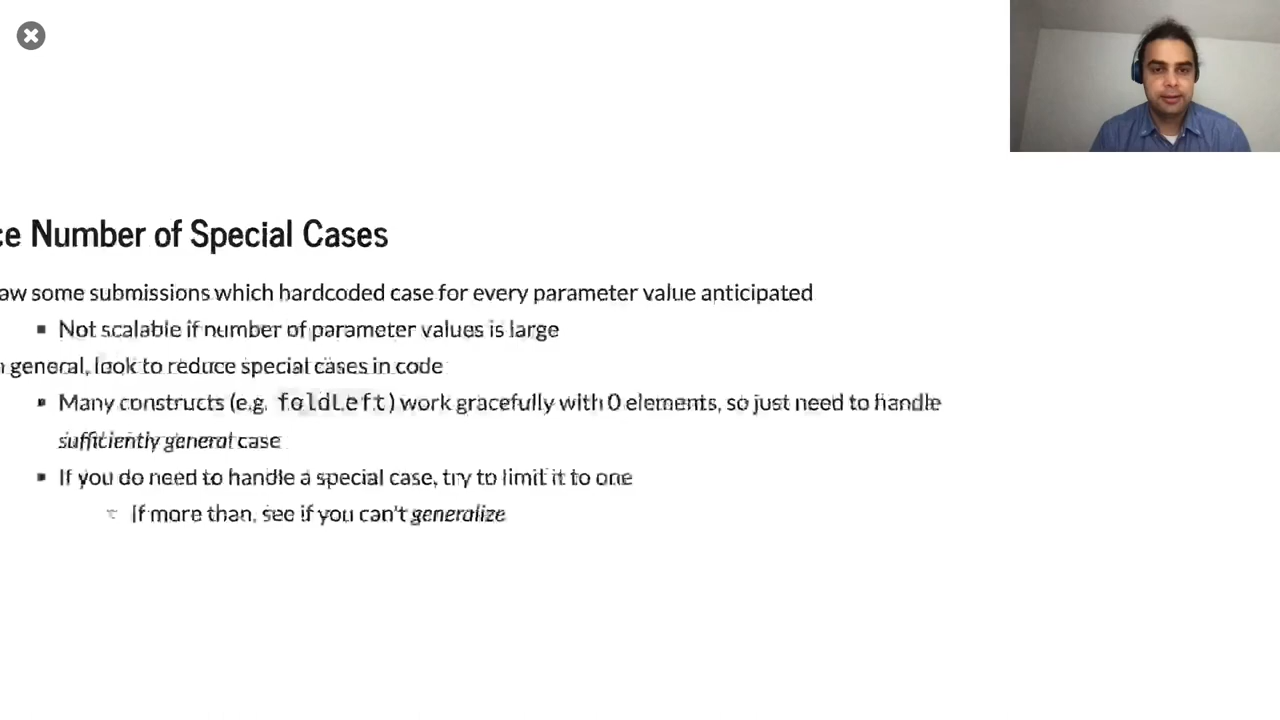 ce Number of Special Cases
aw some submissions which hardcoded case for every parameter value anticipated
Not scalable if number of parameter values is large
n general, look to reduce special cases in code
Many constructs (e.g. foldLeft) work gracefully with 0 elements, so just need to handle
sufficiently general case
If you do need to handle a special case, try to limit it to one
If more than, see if you can't generalize